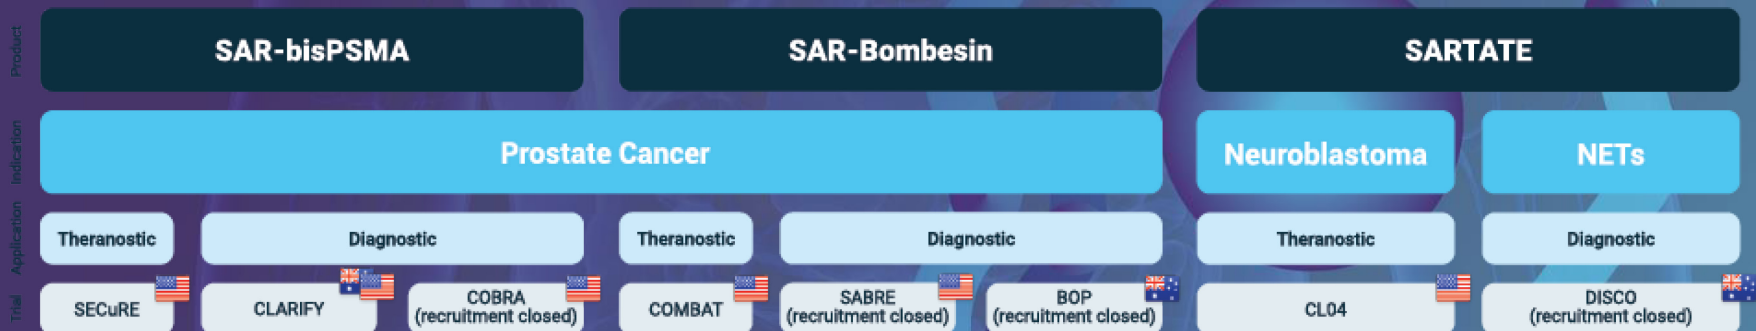 Product
SAR-bisPSMA
SAR-Bombesin
SARTATE
Indication
Prostate Cancer
Neuroblastoma
NETs
Application
Theranostic
Diagnostic
Theranostic
Diagnostic
Theranostic
Diagnostic
Trial
SECuRE
CLARIFY
COBRA
(recruitment closed)
COMBAT
SABRE
(recruitment closed)
BOP
(recruitment closed)
CL04
DISCO
(recruitment closed)